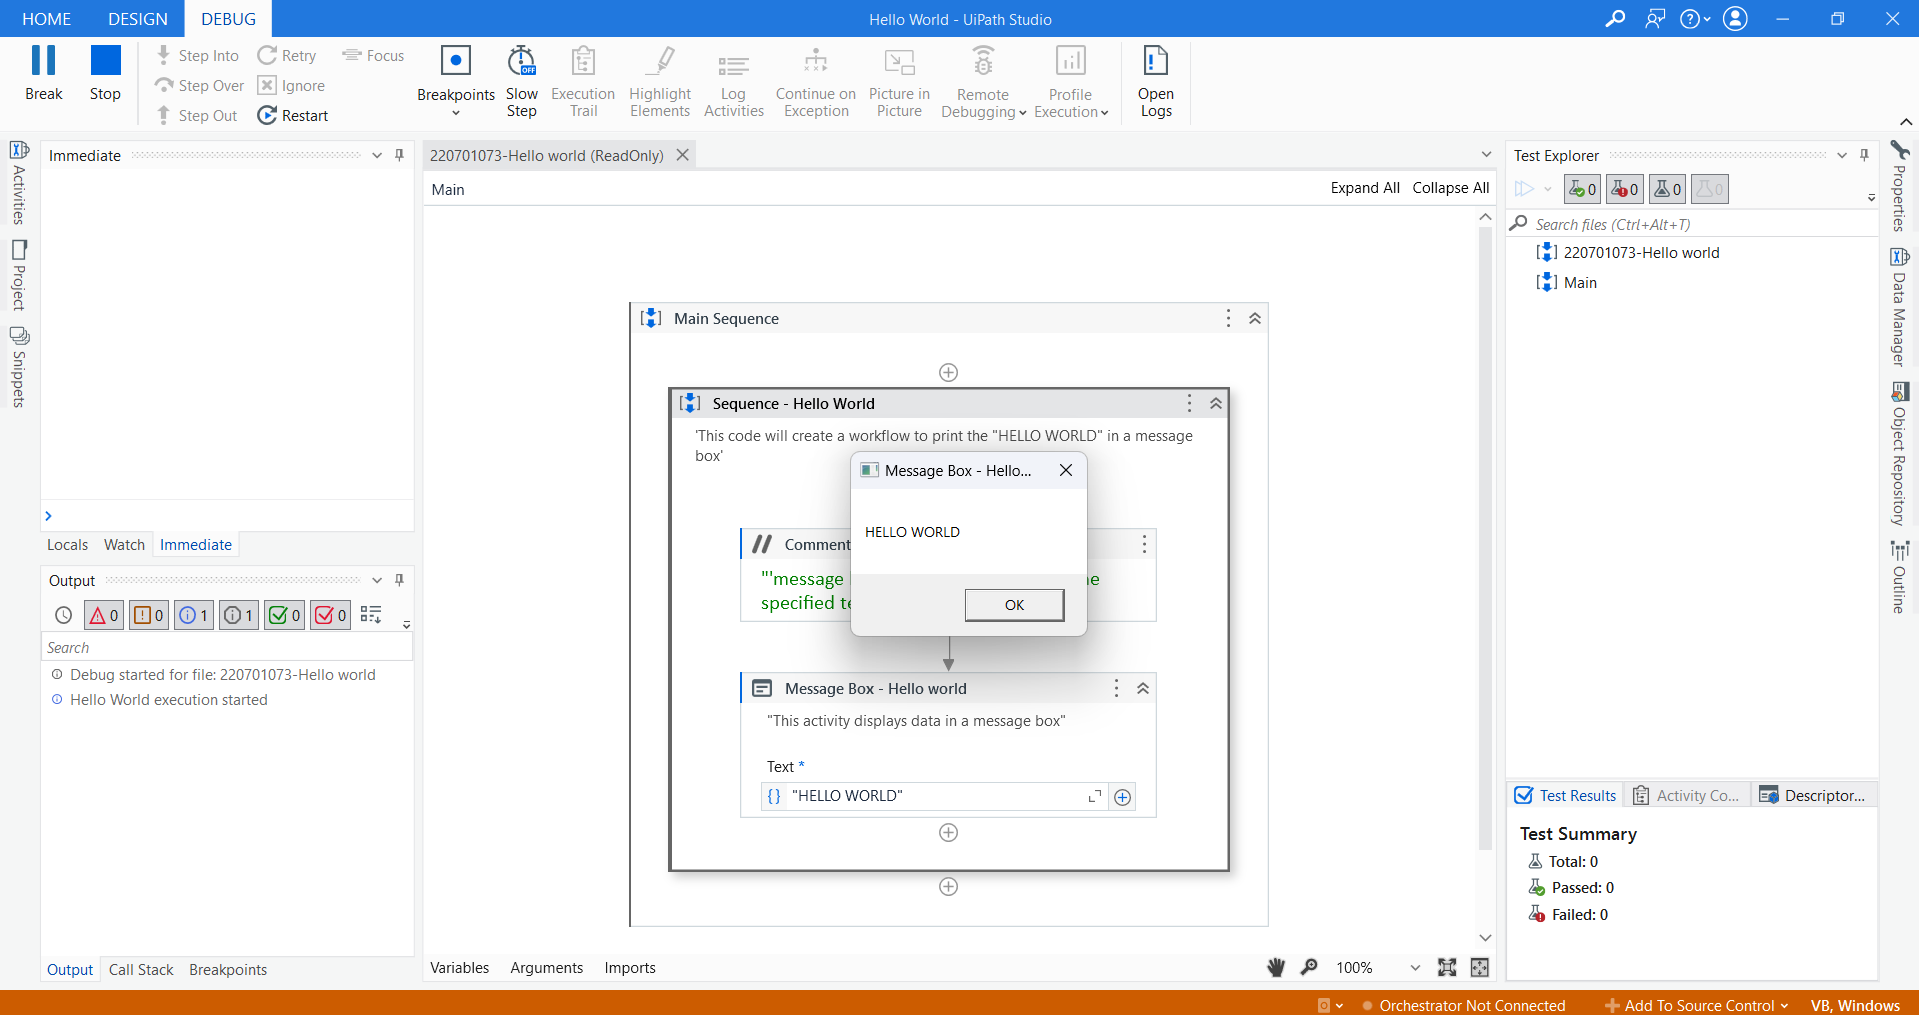 HOME DESIGN DEBUG
Hello World - UiPath Studio
Break
Stop
Step Into
Step Over
Step Out
Retry
Ignore
Restart
Focus
Breakpoints
Slow
Step
OFF
Execution
Trail
Highlight
Elements
Log
Activities
Continue on
Exception
Picture in
Picture
Remote
Debugging
Profile
Execution
Open
Logs
Activities
Project
Snippets
Immediate
Locals Watch Immediate
Output
0 0 1 1 0 0
Search
Debug started for file: 220701073-Hello world
Hello World execution started
Output Call Stack Breakpoints
220701073-Hello world (ReadOnly)
Main
Expand All Collapse All
Main Sequence
Sequence - Hello World
'This code will create a workflow to print the "HELLO WORLD" in a message
box'
Message Box - Hello...
HELLO WORLD
OK
// Comment
"'message
specified
Message Box - Hello world
"This activity displays data in a message box"
Text *
{} "HELLO WORLD"
Variables Arguments Imports
100%
Test Explorer
0 0 0 0
Search files (Ctrl+Alt+T)
220701073-Hello world
Main
Test Results Activity Co... Descriptor...
Test Summary
Total: 0
Passed: 0
Failed: 0
Properties
Data Manager
Object Repository
Outline
Orchestrator Not Connected Add To Source Control VB, Windows